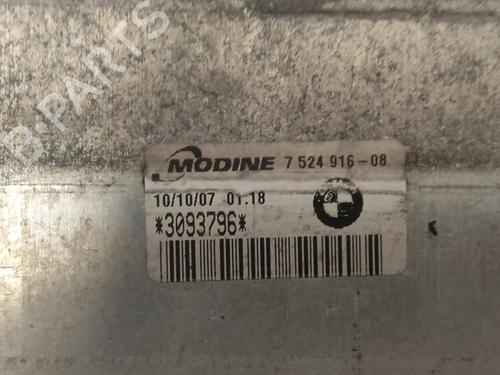 B-PARTS
MODINE 7 524 916-08
10/10/07 01.18
*3093796*